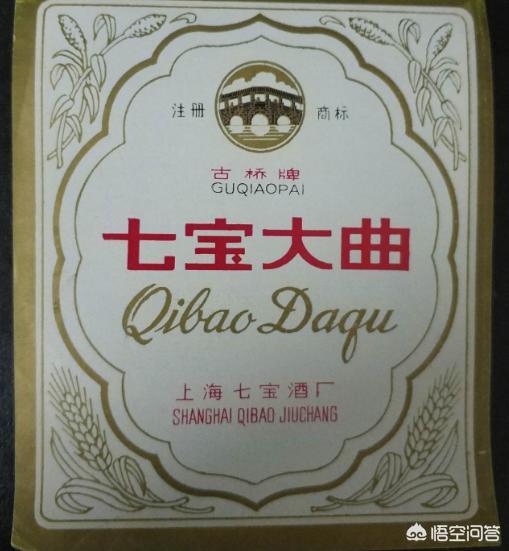 注册 商标
古桥牌
GUQIAOPAI
七宝大曲
Qibao Daqu
上海七宝酒厂
SHANGHAI QIBAO JIUCHANG
悟空问答